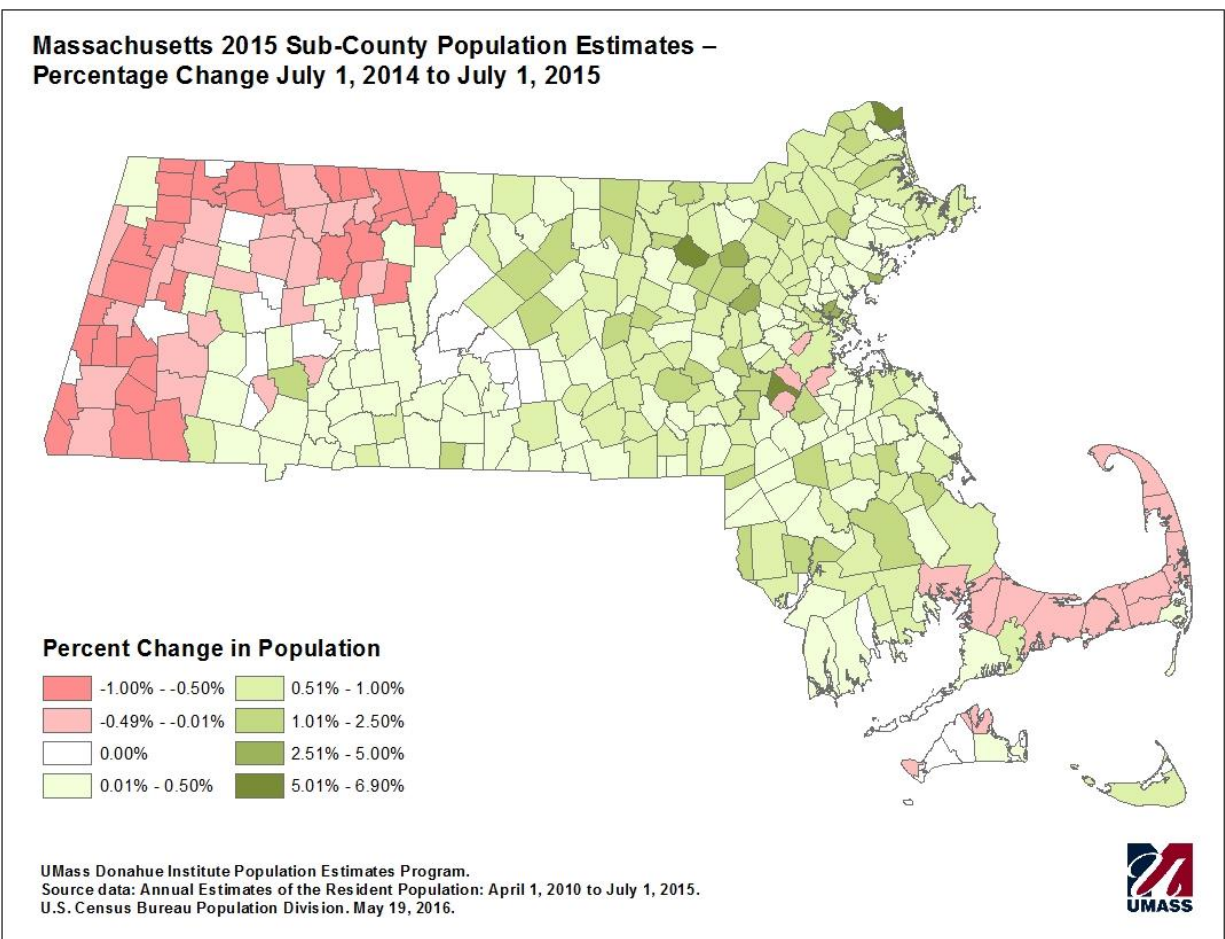 Massachusetts 2015 Sub-County Population Estimates –
Percentage Change July 1, 2014 to July 1, 2015
Percent Change in Population
-1.00% - -0.50%
-0.49% - -0.01%
0.00%
0.01% - 0.50%
0.51% - 1.00%
1.01% - 2.50%
2.51% - 5.00%
5.01% - 6.90%
UMass Donahue Institute Population Estimates Program.
Source data: Annual Estimates of the Resident Population: April 1, 2010 to July 1, 2015.
U.S. Census Bureau Population Division. May 19, 2016.
UMASS